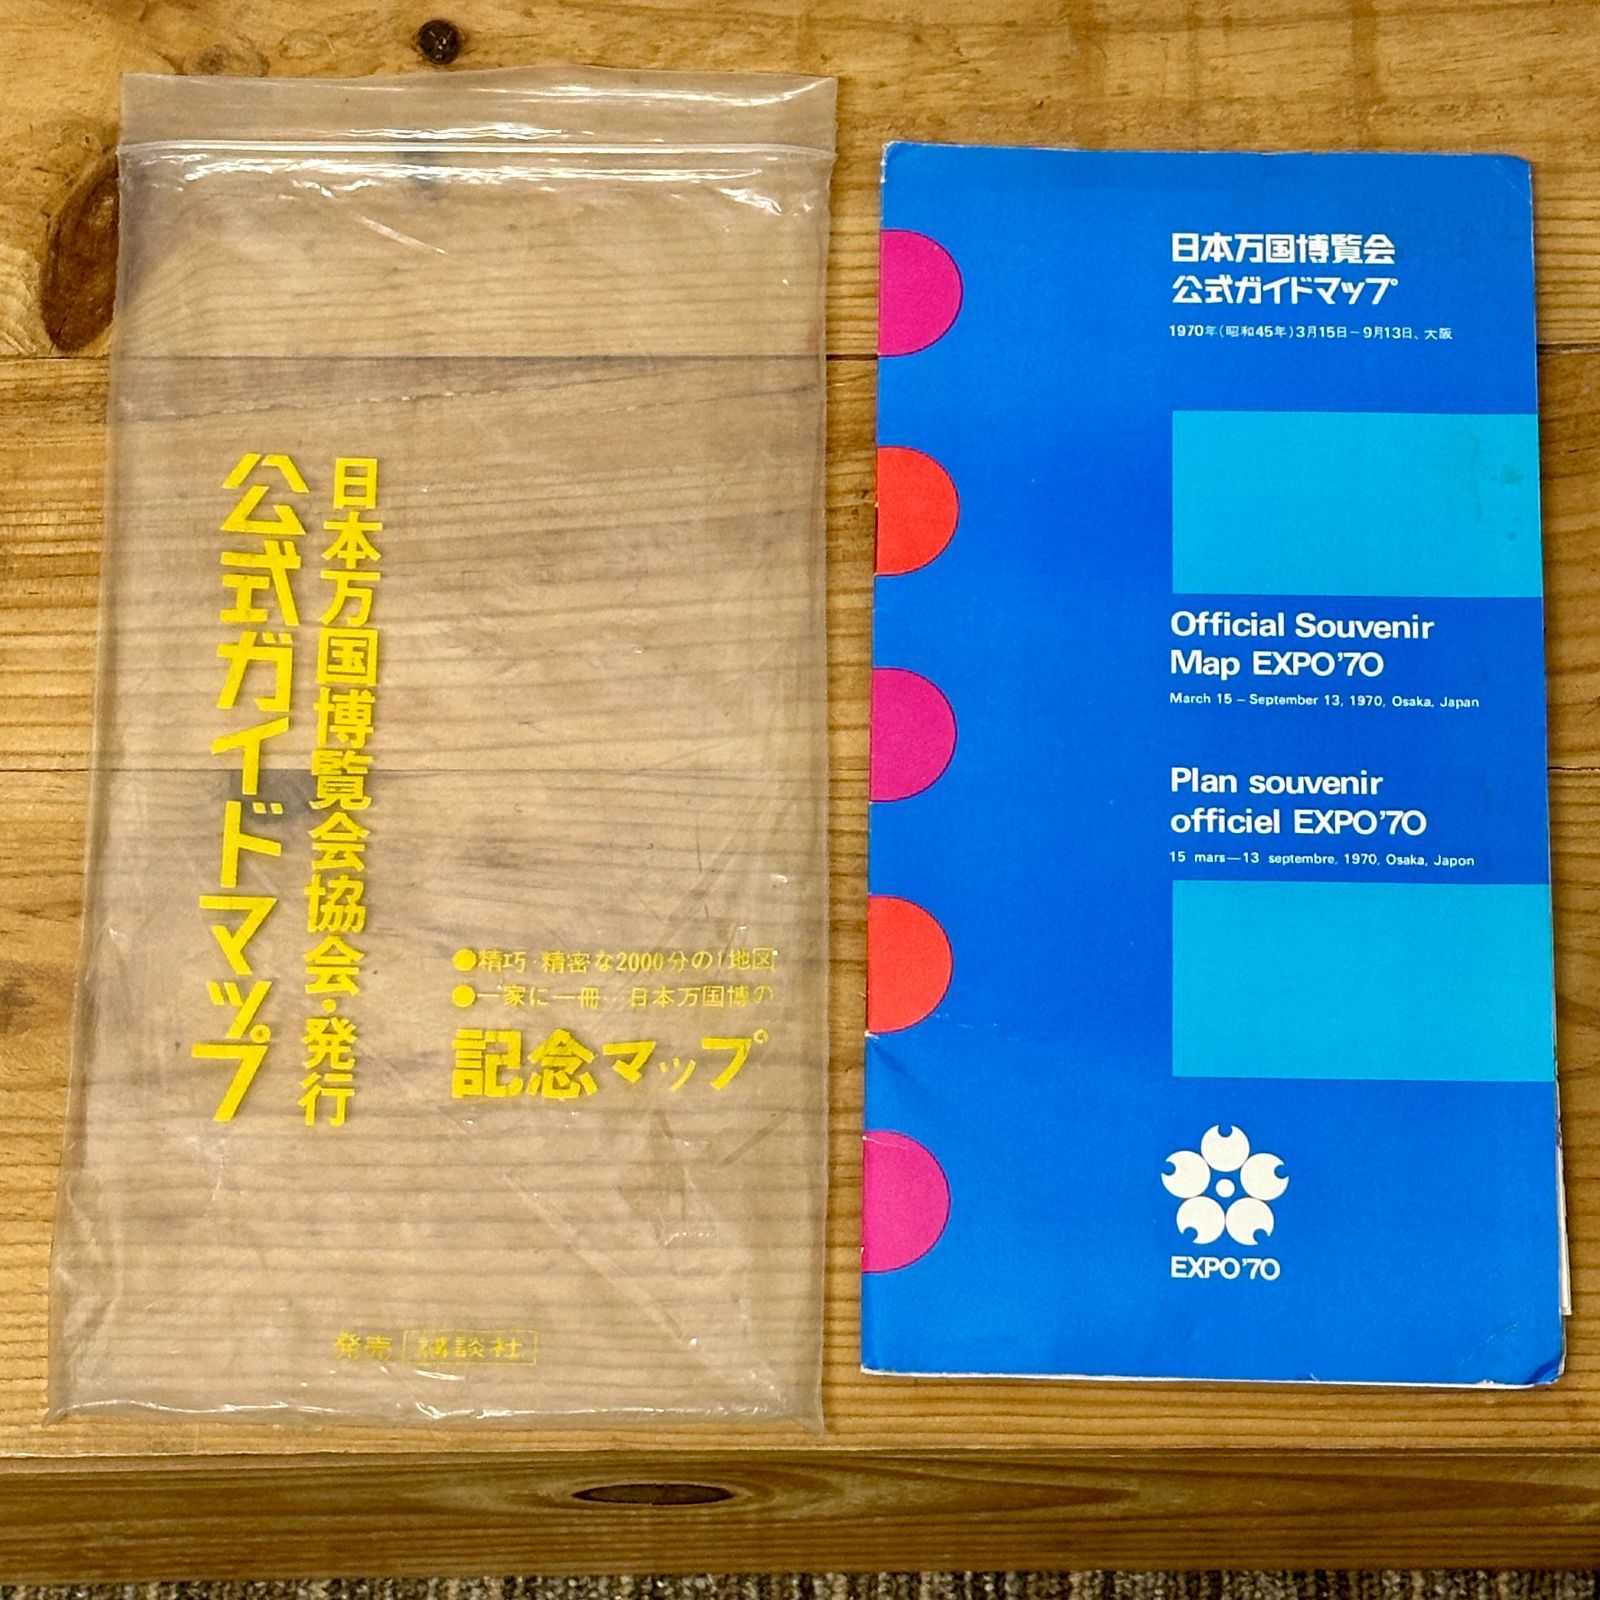 日本万国博覧会協会・発行
公式ガイドマップ
●精巧・精密な2000分の1地図
●一家に一冊…日本万国博の
記念マップ
発売 講談社
日本万国博覧会
公式ガイドマップ
1970年(昭和45年)3月15日－9月13日、大阪
Official Souvenir
Map EXPO'70
March 15 – September 13, 1970, Osaka, Japan
Plan souvenir
officiel EXPO'70
15 mars—13 septembre, 1970, Osaka, Japon
EXPO'70